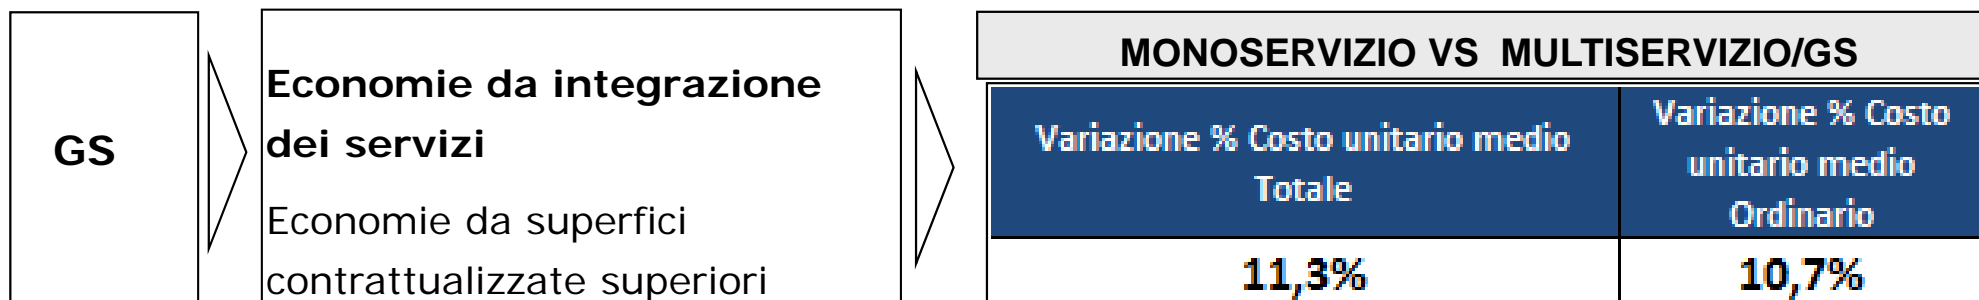 GS
Economie da integrazione
dei servizi
Economie da superfici
contrattualizzate superiori
MONOSERVIZIO VS MULTISERVIZIO/GS
Variazione % Costo unitario medio
Totale
Variazione % Costo
unitario medio
Ordinario
11,3%
10,7%